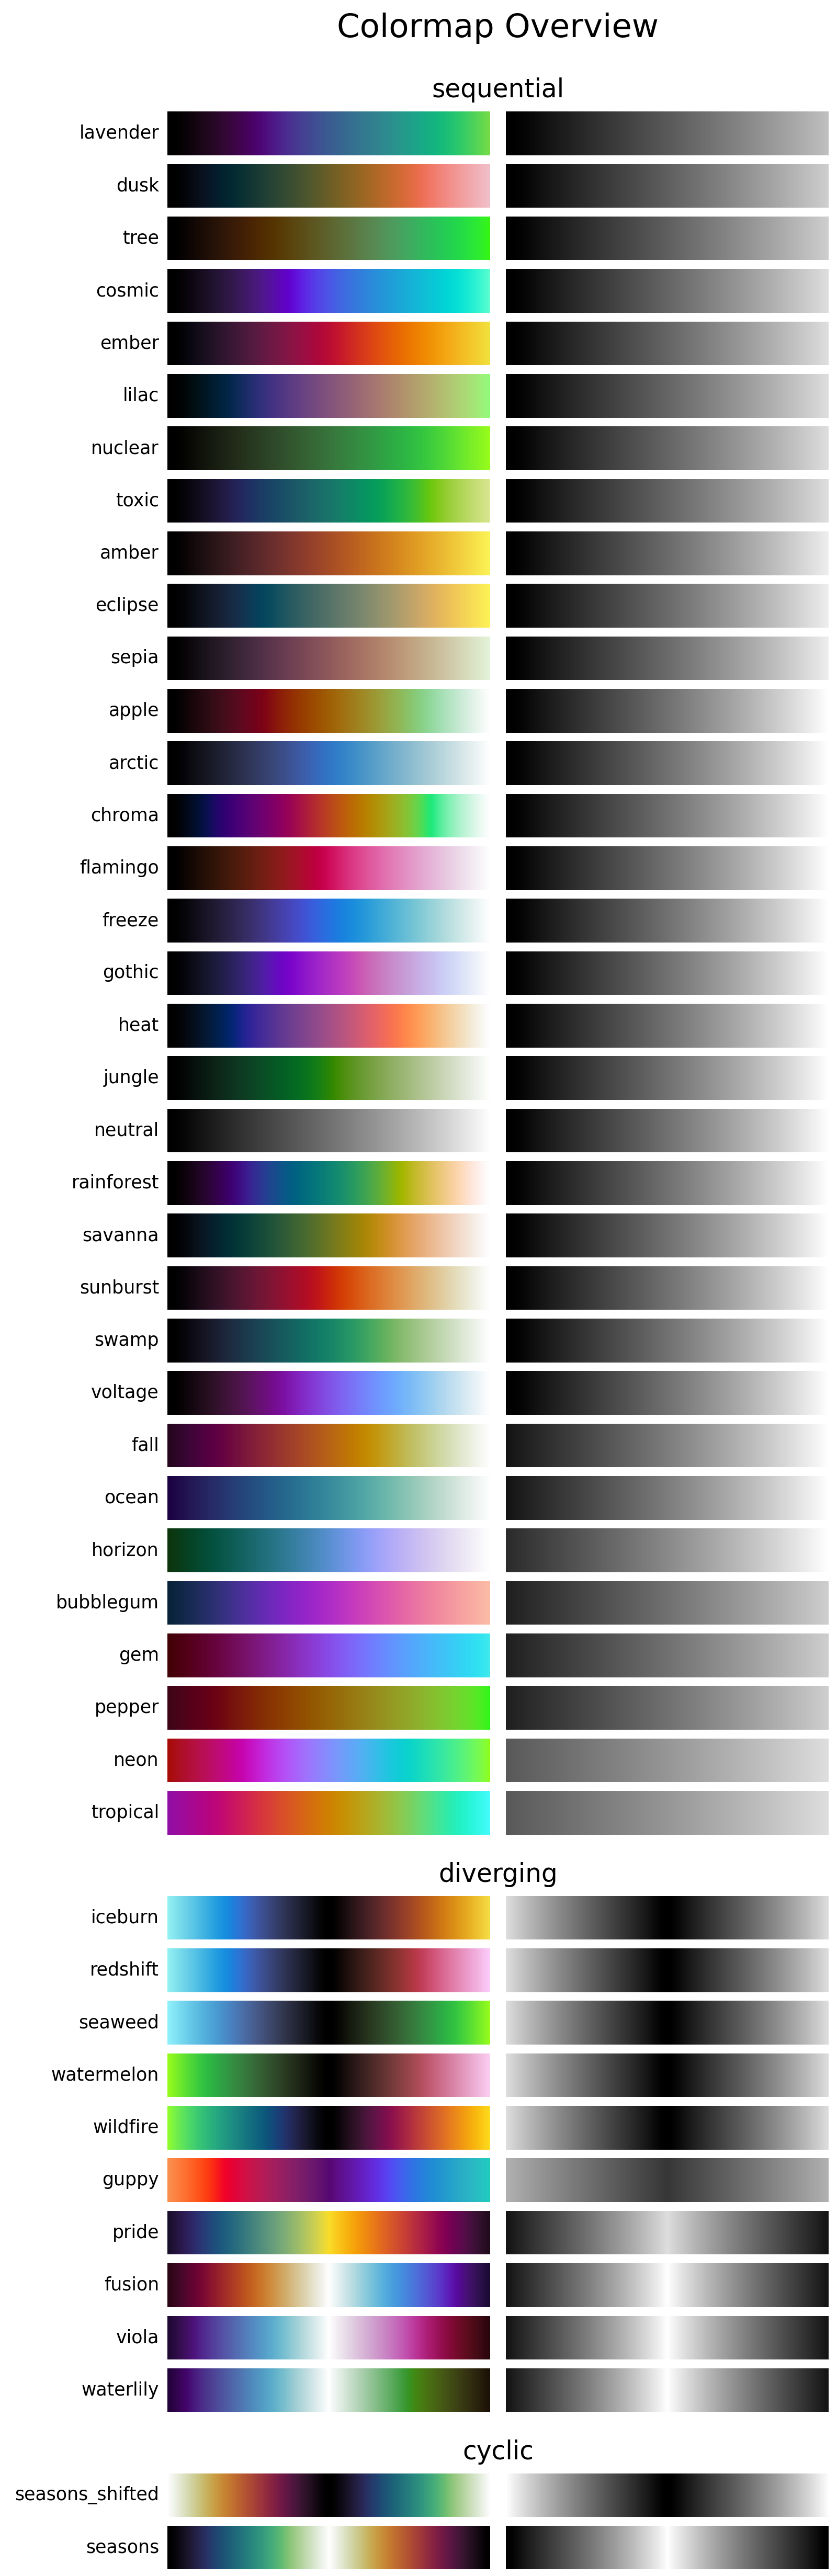 Colormap Overview
sequential
lavender
dusk
tree
cosmic
ember
lilac
nuclear
toxic
amber
eclipse
sepia
apple
arctic
chroma
flamingo
freeze
gothic
heat
jungle
neutral
rainforest
savanna
sunburst
swamp
voltage
fall
ocean
horizon
bubblegum
gem
pepper
neon
tropical
diverging
iceburn
redshift
seaweed
watermelon
wildfire
guppy
pride
fusion
viola
waterlily
cyclic
seasons_shifted
seasons